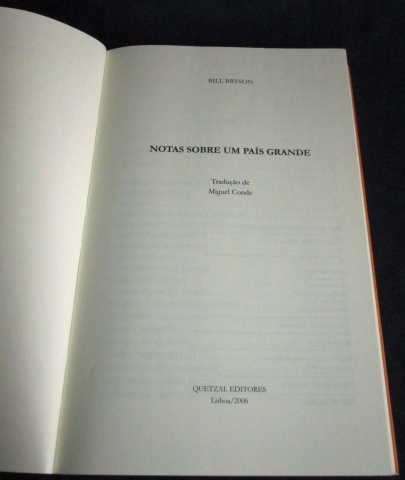 BILL BRYSON
NOTAS SOBRE UM PAÍS GRANDE
Tradução de
Miguel Conde
QUETZAL EDITORES
Lisboa/2006